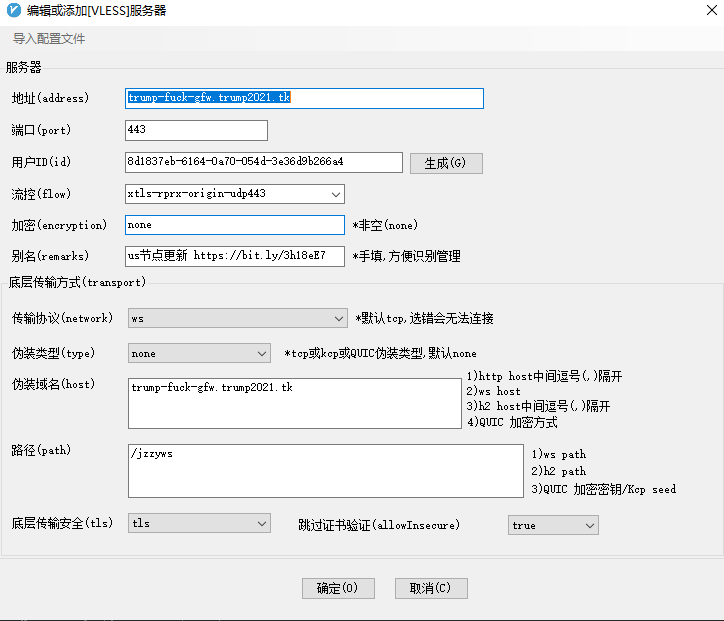 编辑或添加[VLESS]服务器
导入配置文件
服务器
地址(address) trump-fuck-gfw.trump2021.tk
端口(port) 443
用户ID(id) 8d1837eb-6164-0a70-054d-3e36d9b266a4 生成(G)
流控(flow) xtls-rprx-origin-udp443
加密(encryption) none *非空(none)
别名(remarks) us节点更新 https://bit.ly/3h18eE7 *手填,方便识别管理
底层传输方式(transport)
传输协议(network) ws *默认tcp,选错会无法连接
伪装类型(type) none *tcp或kcp或QUIC伪装类型,默认none
伪装域名(host) trump-fuck-gfw.trump2021.tk
1)http host中间逗号(,)隔开
2)ws host
3)h2 host中间逗号(,)隔开
4)QUIC 加密方式
路径(path) /jzzyws
1)ws path
2)h2 path
3)QUIC 加密密钥/Kcp seed
底层传输安全(tls) tls 跳过证书验证(allowInsecure) true
确定(O) 取消(C)